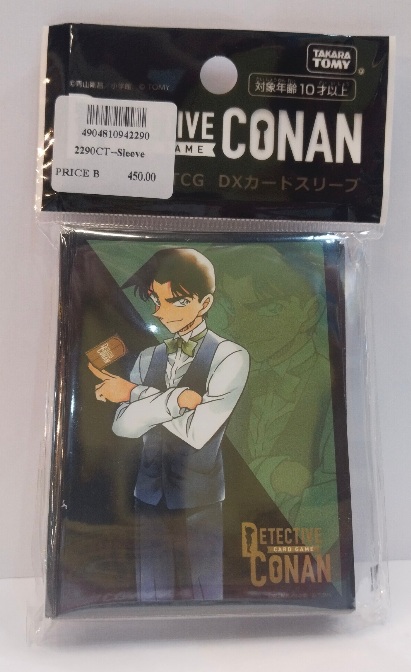 TAKARA
TOMY
©青山剛昌／小学館 © TOMY
対象年齢10才以上
4904810942290
2290CT-Sleeve
PRICE B 450.00
IVE CONAN
GAME
TCG DXカードスリーブ
DETECTIVE
CARD GAME
CONAN